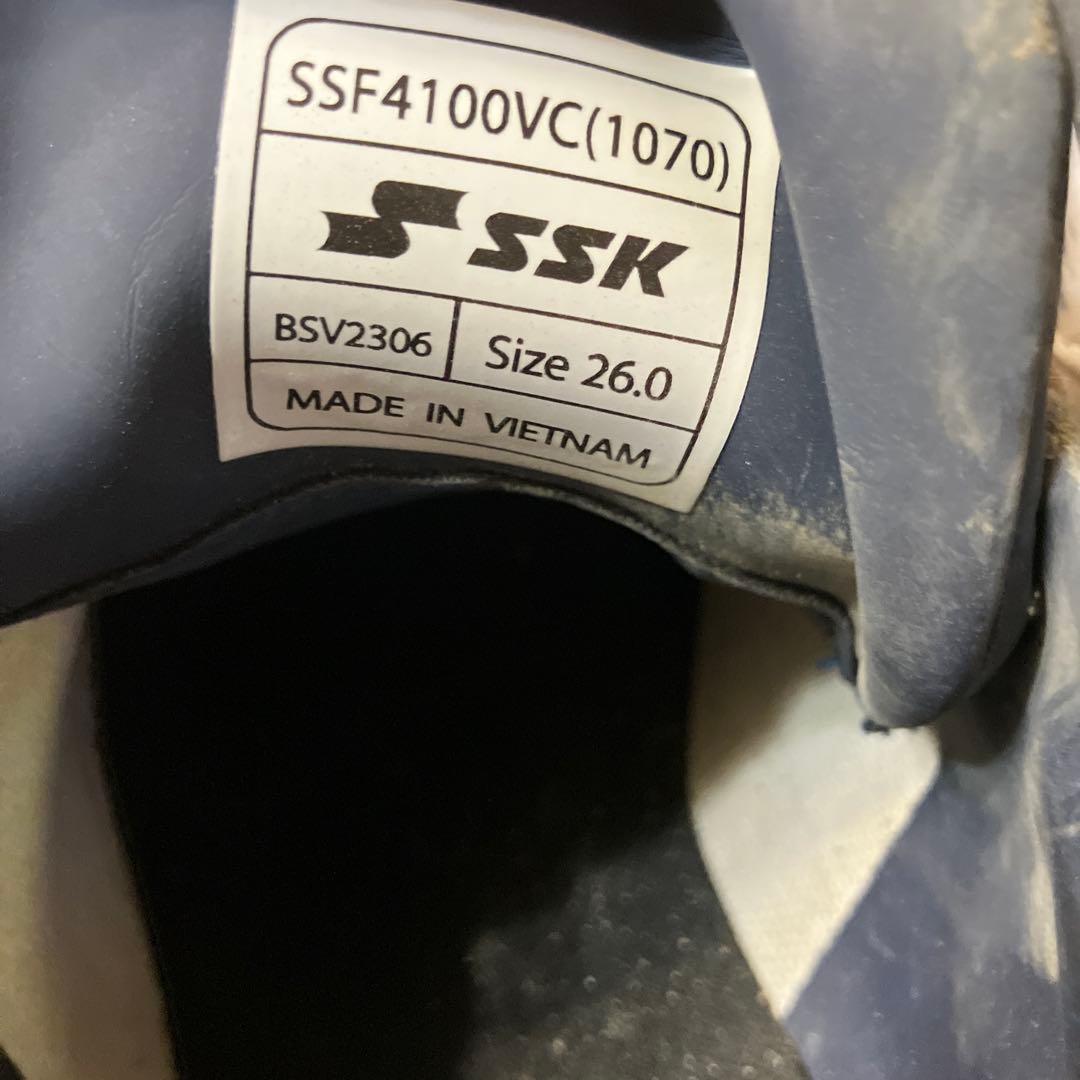 SSF4100VC(1070)
SSK
BSV2306
Size 26.0
MADE IN VIETNAM